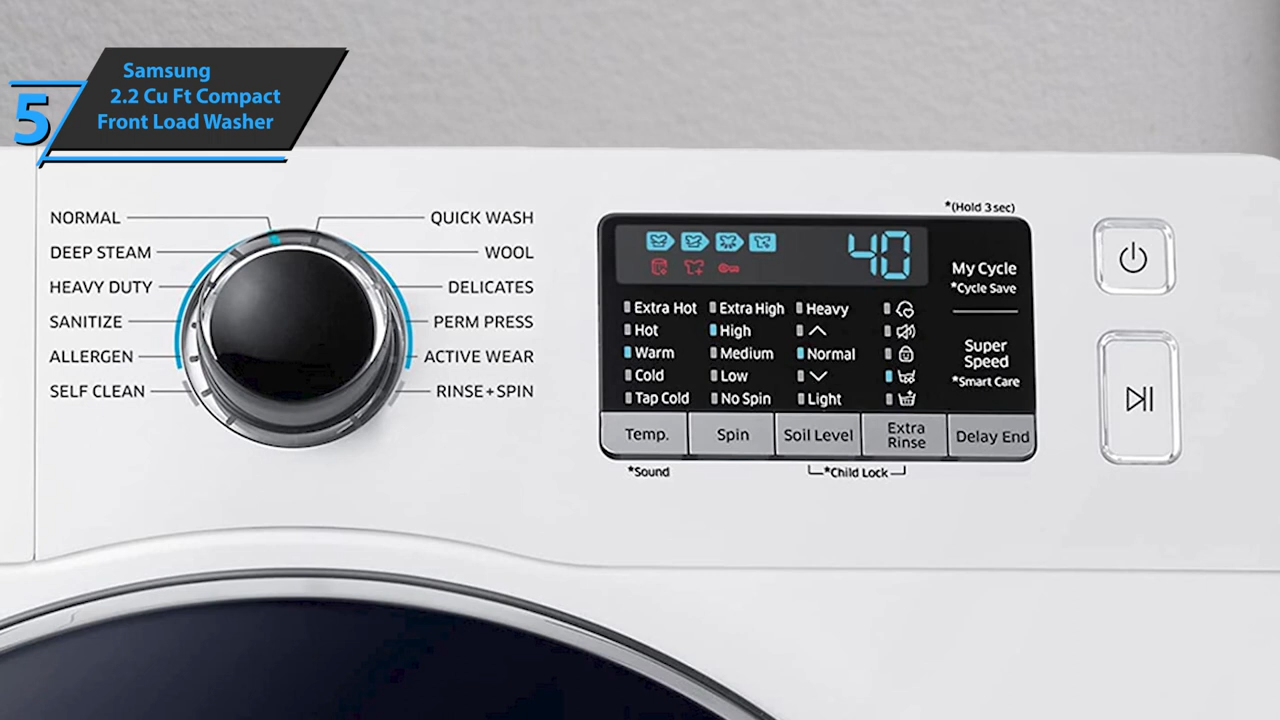 5
Samsung
2.2 Cu Ft Compact
Front Load Washer
NORMAL
DEEP STEAM
HEAVY DUTY
SANITIZE
ALLERGEN
SELF CLEAN
QUICK WASH
WOOL
DELICATES
PERM PRESS
ACTIVE WEAR
RINSE+SPIN
*(Hold 3 sec)
40
My Cycle
*Cycle Save
Super
Speed
*Smart Care
Extra Hot Extra High Heavy
Hot High
Warm Medium Normal
Cold Low
Tap Cold No Spin Light
Temp. Spin Soil Level Extra Rinse Delay End
*Sound *Child Lock